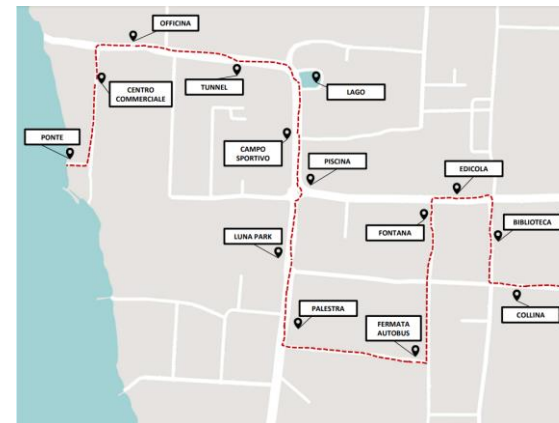 OFFICINA
TUNNEL
CENTRO
COMMERCIALE
LAGO
PONTE
CAMPO
SPORTIVO
PISCINA
EDICOLA
LUNA PARK
FONTANA
BIBLIOTECA
PALESTRA
FERMATA
AUTOBUS
COLLINA